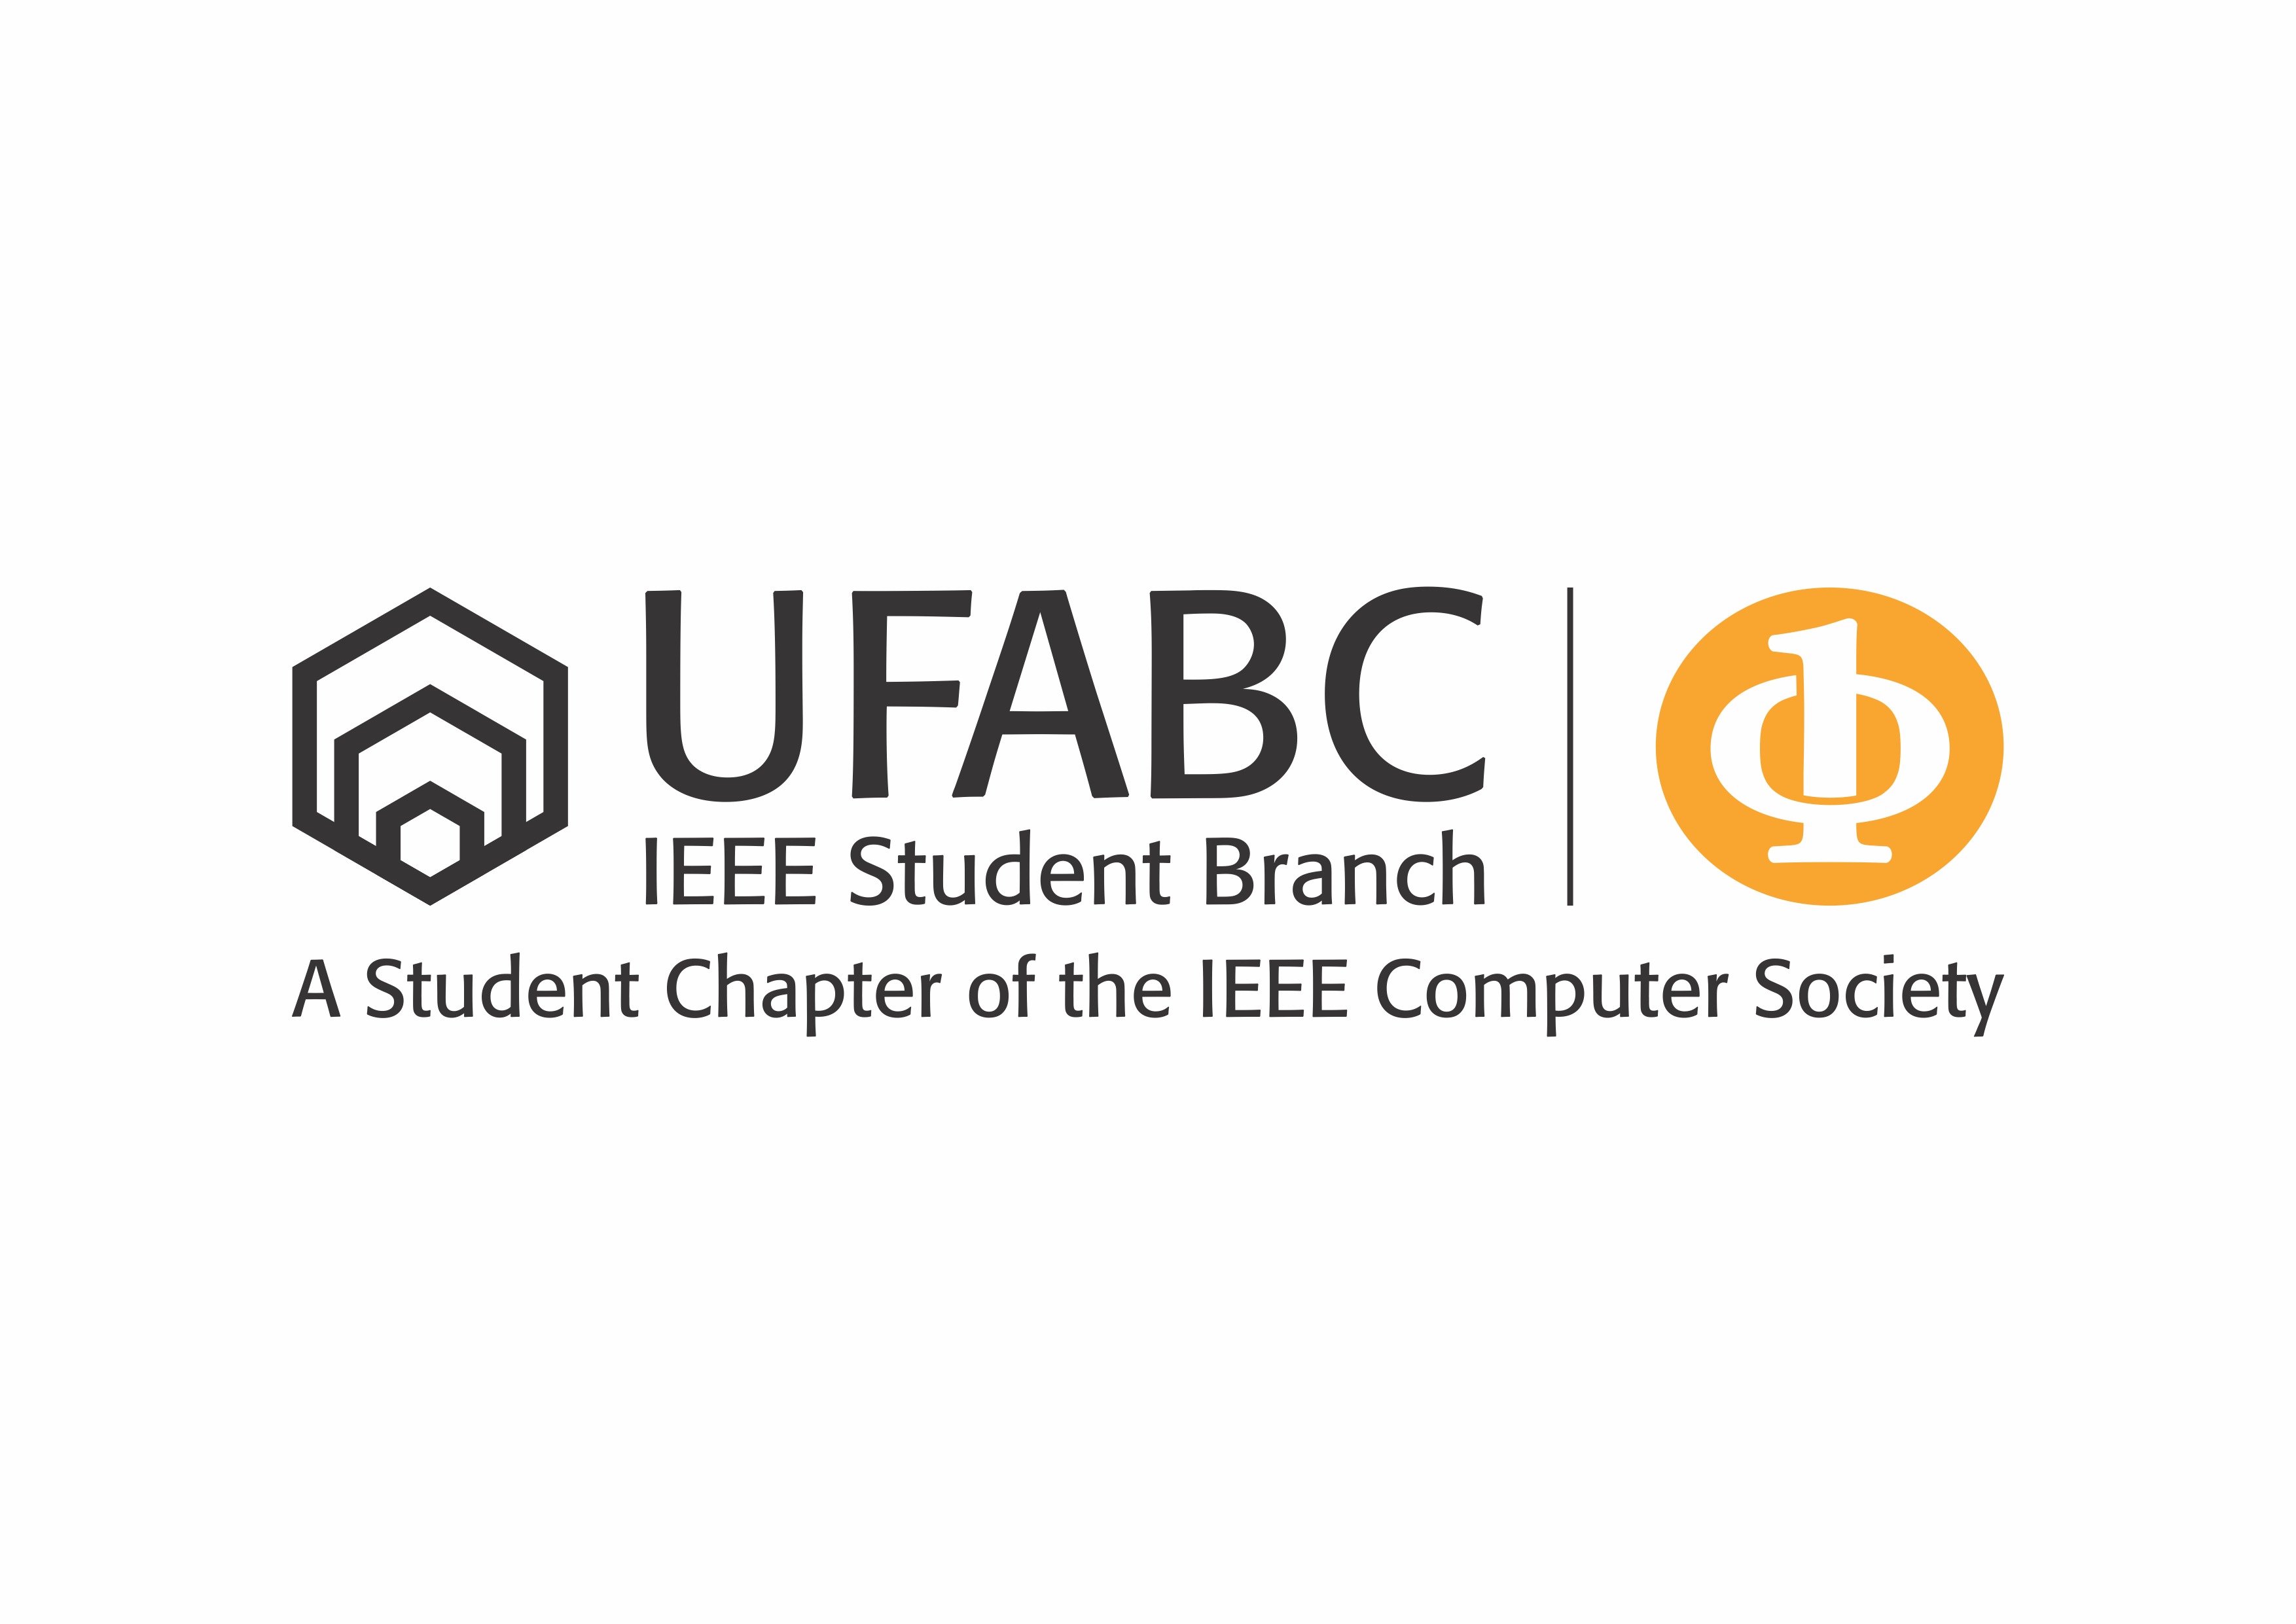 UFABC
IEEE Student Branch
A Student Chapter of the IEEE Computer Society